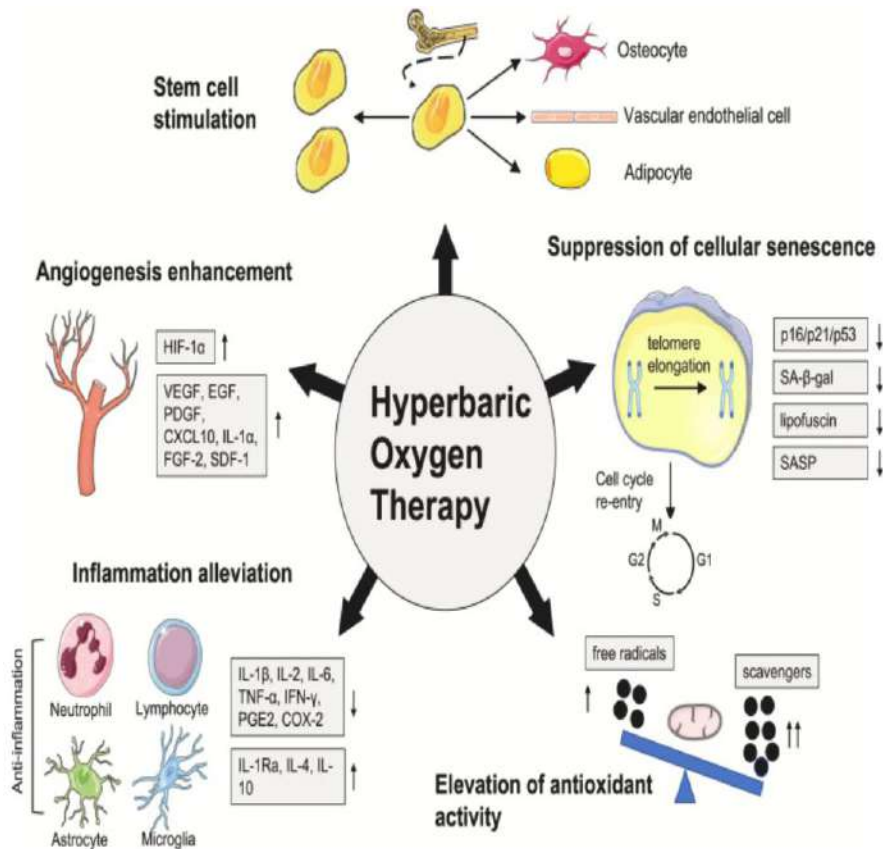 Stem cell
stimulation
Osteocyte
Vascular endothelial cell
Adipocyte
Angiogenesis enhancement
HIF-1α
VEGF, EGF,
PDGF,
CXCL10, IL-1α,
FGF-2, SDF-1
Suppression of cellular senescence
telomere
elongation
p16/p21/p53
SA-β-gal
lipofuscin
SASP
Cell cycle
re-entry
M
G2
G1
S
Hyperbaric
Oxygen
Therapy
Inflammation alleviation
Anti-inflammation
Neutrophil
Lymphocyte
Astrocyte
Microglia
IL-1β, IL-2, IL-6,
TNF-α, IFN-γ,
PGE2, COX-2
IL-1Ra, IL-4, IL-
10
free radicals
scavengers
Elevation of antioxidant
activity